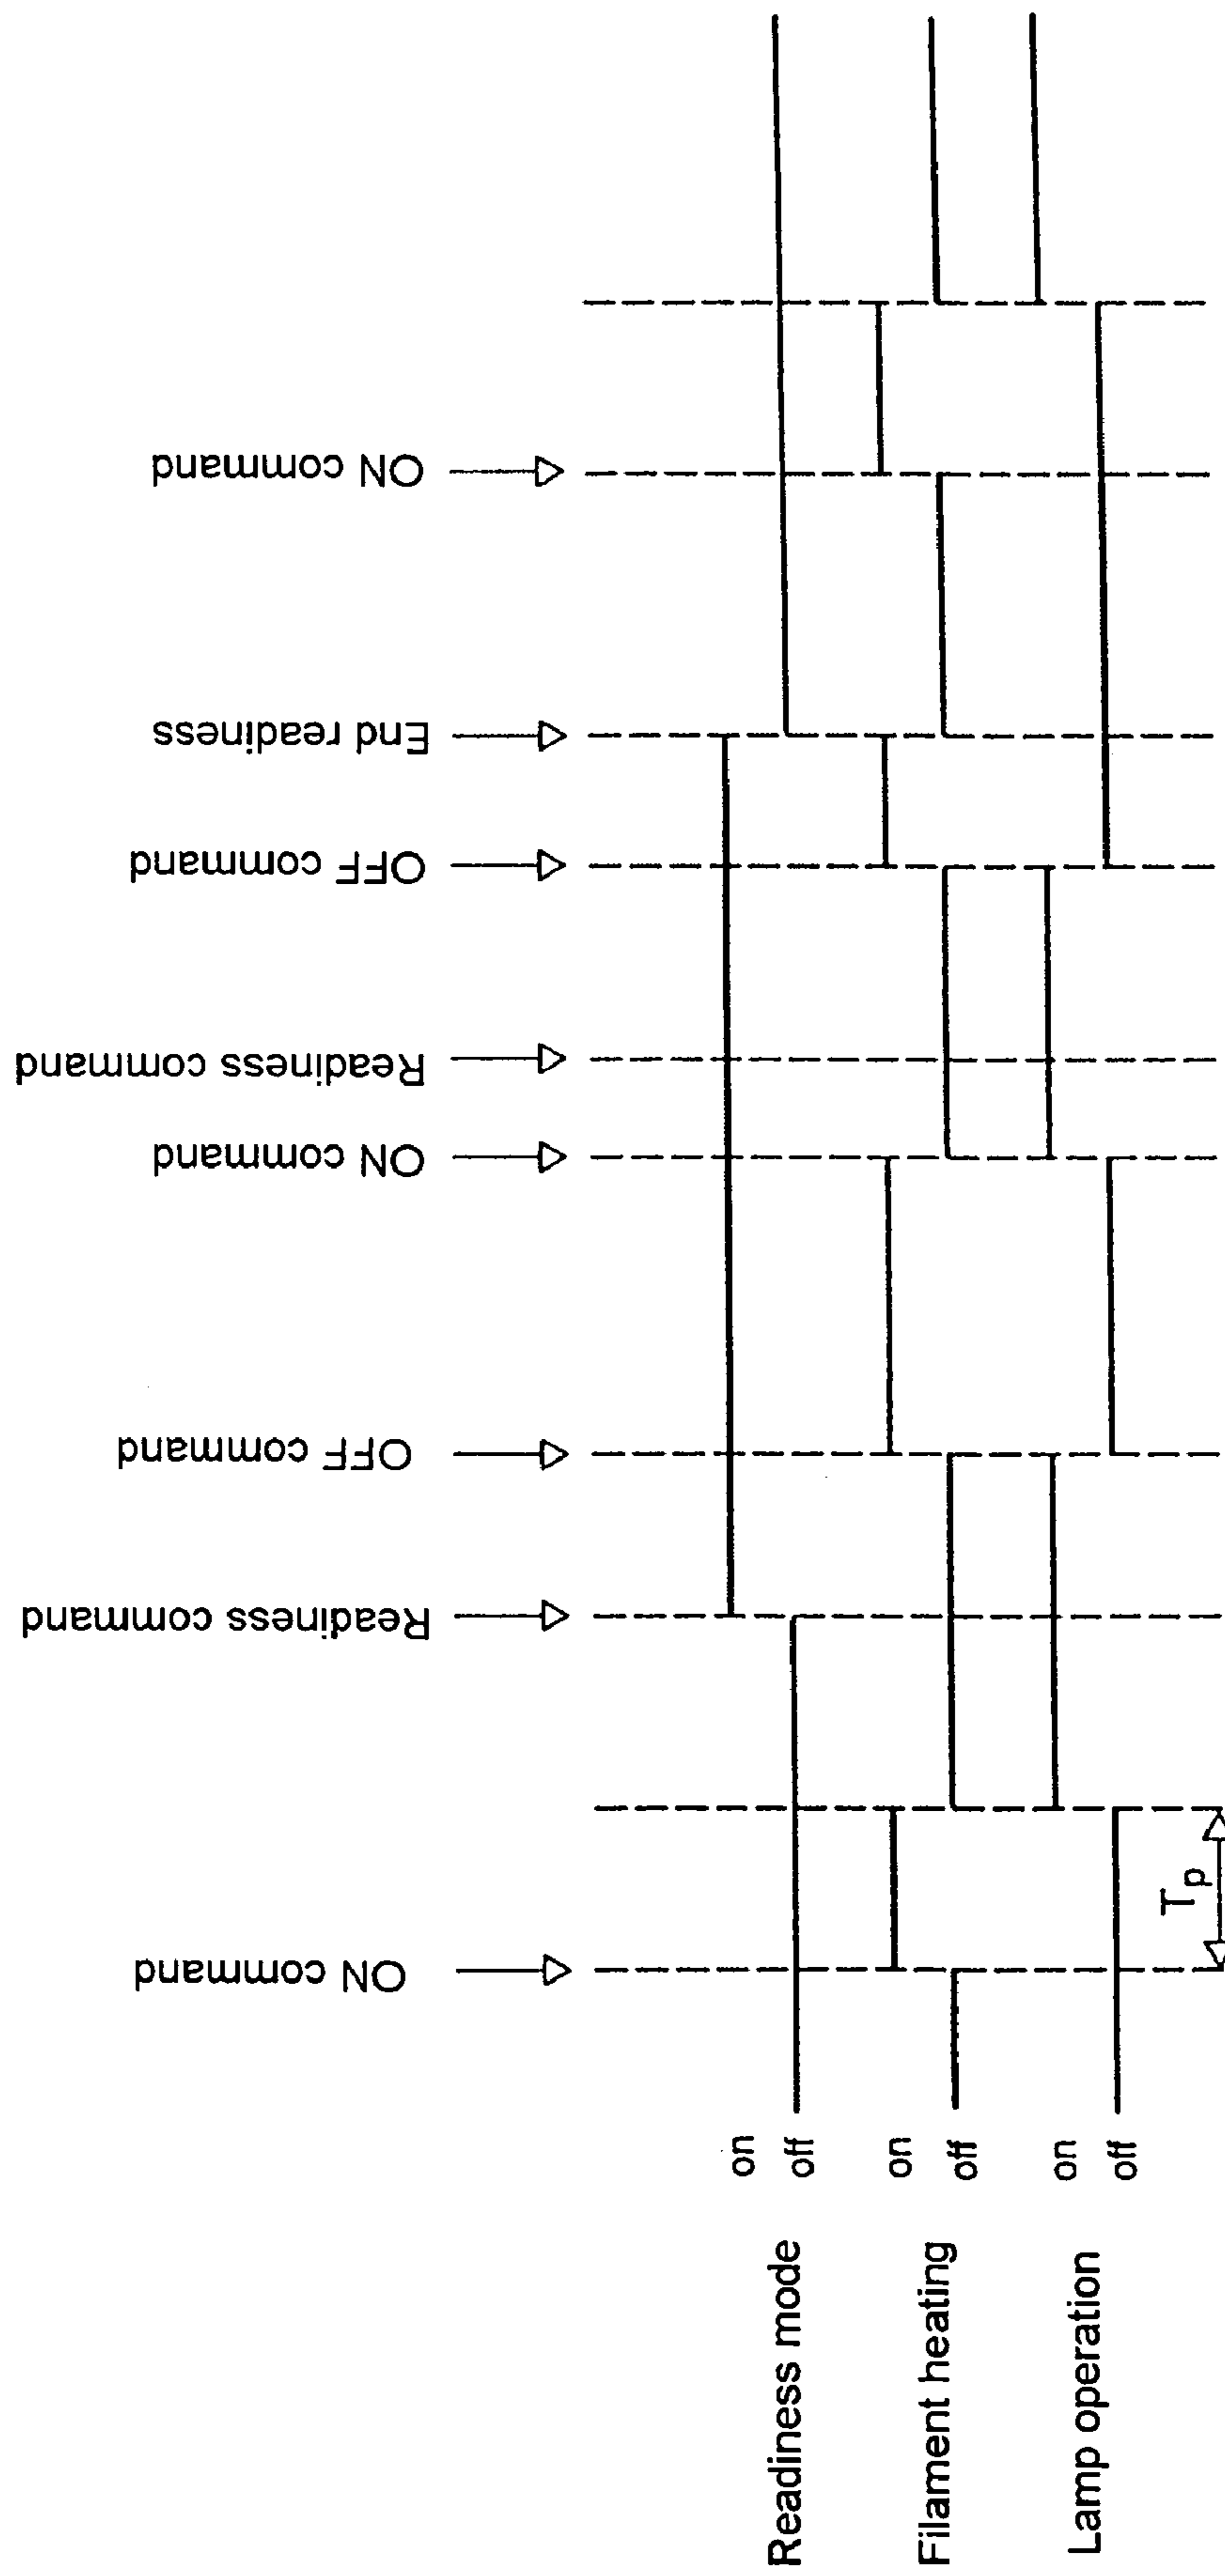 ON command
Readiness command
OFF command
ON command
Readiness command
OFF command
End readiness
ON command
Readiness mode
on
off
Filament heating
on
off
Lamp operation
on
off
Tp